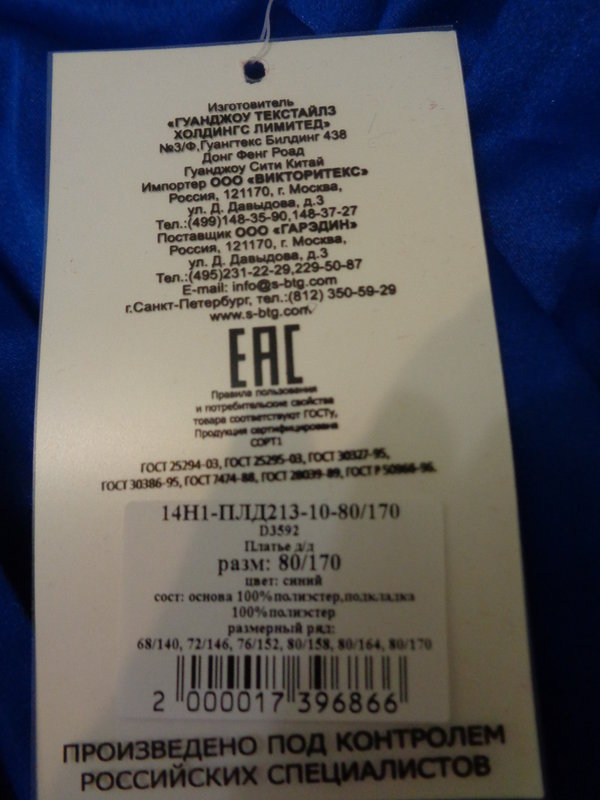 Изготовитель
«ГУАНДЖОУ ТЕКСТАЙЛЗ
ХОЛДИНГС ЛИМИТЕД»
№3/Ф,Гуангтекс Билдинг 438
Донг Фенг Роад
Гуанджоу Сити Китай
Импортер ООО «ВИКТОРИТЕКС»
Россия, 121170, г. Москва,
ул. Д. Давыдова, д.3
Тел.:(499)148-35-90,148-37-27
Поставщик ООО «ГАРЭДИН»
Россия, 121170, г. Москва,
ул. Д. Давыдова, д.3
Тел.:(495)231-22-29,229-50-87
E-mail: info@s-btg.com
г.Санкт-Петербург, тел.:(812) 350-59-29
www.s-btg.com
EAC
Правила пользования
и потребительские свойства
товара соответствуют ГОСТу,
Продукция сертифицирована
СОРТ1
ГОСТ 25294-03, ГОСТ 25295-03, ГОСТ 30327-95,
ГОСТ 30386-95, ГОСТ 7474-88, ГОСТ 28039-89, ГОСТ Р 50966-96.
14Н1-ПЛД213-10-80/170
D3592
Платье д/д
разм: 80/170
цвет: синий
сост: основа 100%полиэстер,подкладка
100%полиэстер
размерный ряд:
68/140, 72/146, 76/152, 80/158, 80/164, 80/170
2 000017 396866
ПРОИЗВЕДЕНО ПОД КОНТРОЛЕМ
РОССИЙСКИХ СПЕЦИАЛИСТОВ